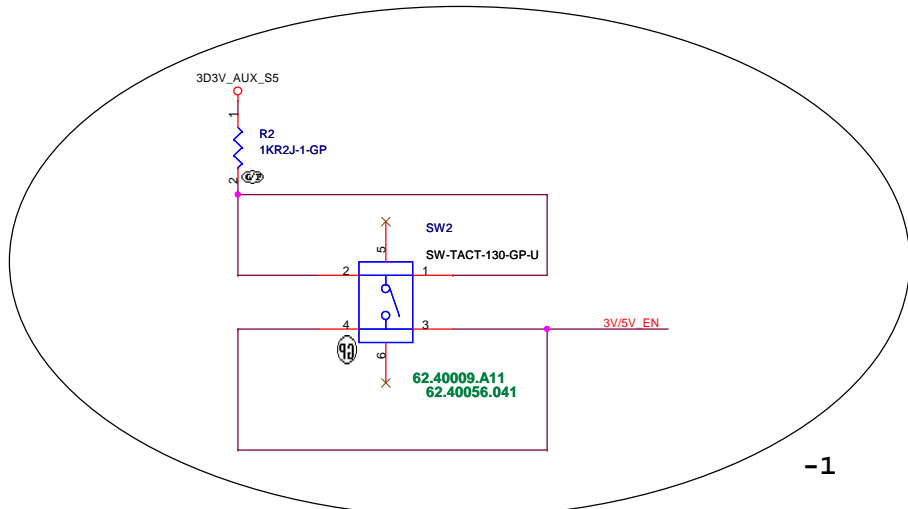 3D3V_AUX_S5
1
R2
1KR2J-1-GP
2
G/P
SW2
5
SW-TACT-130-GP-U
2
1
4
3
3V/5V_EN
GP
6
62.40009.A11
62.40056.041
-1